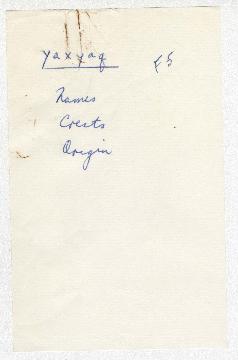 yaxyaq F5
Names
Crests
Origin